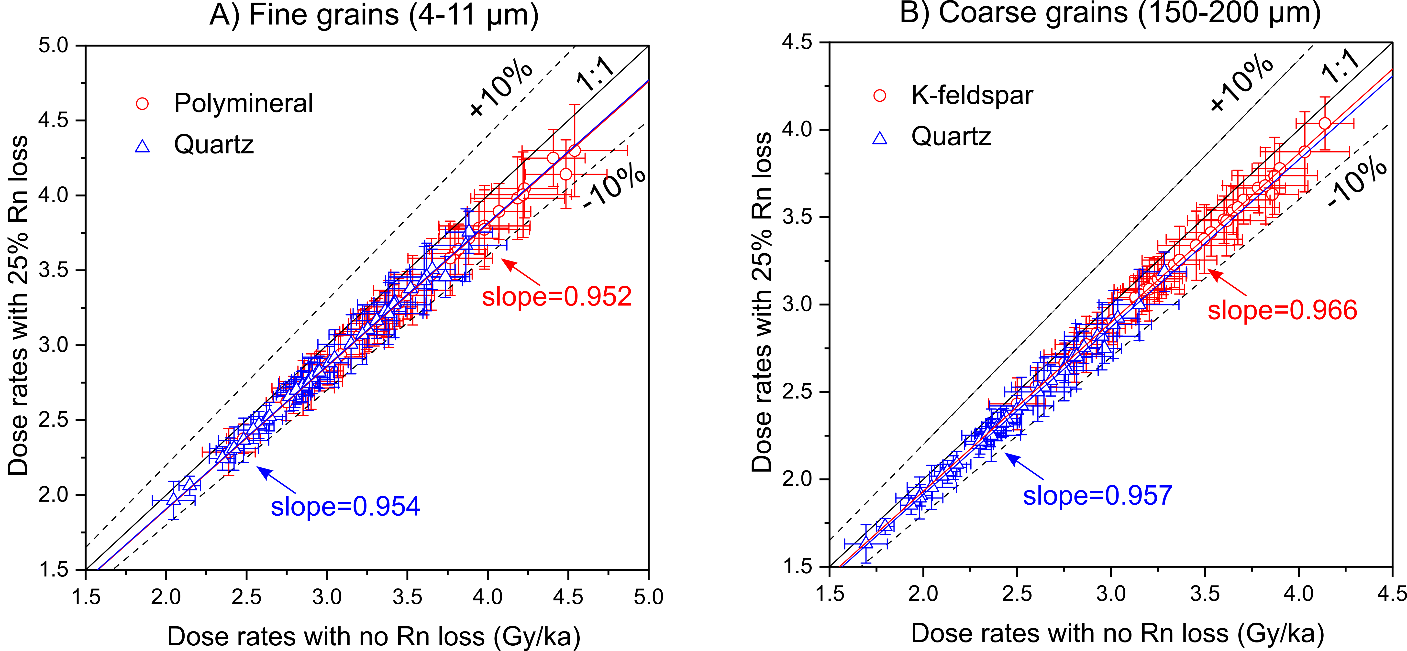 A) Fine grains (4-11 µm)
Dose rates with 25% Rn loss
5.0
4.5
4.0
3.5
3.0
2.5
2.0
1.5
Polymineral
Quartz
+10%
1:1
-10%
slope=0.952
slope=0.954
1.5 2.0 2.5 3.0 3.5 4.0 4.5 5.0
Dose rates with no Rn loss (Gy/ka)
B) Coarse grains (150-200 µm)
Dose rates with 25% Rn loss
4.5
4.0
3.5
3.0
2.5
2.0
1.5
K-feldspar
Quartz
+10%
1:1
-10%
slope=0.966
slope=0.957
1.5 2.0 2.5 3.0 3.5 4.0 4.5
Dose rates with no Rn loss (Gy/ka)